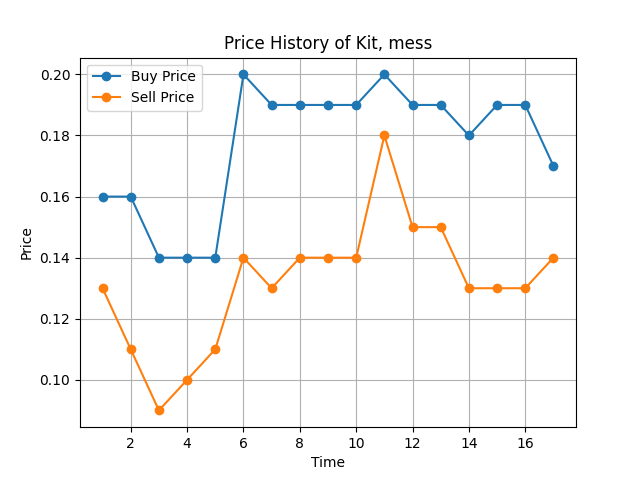 Price History of Kit, mess
Buy Price
Sell Price
Price
0.20
0.18
0.16
0.14
0.12
0.10
2 4 6 8 10 12 14 16
Time